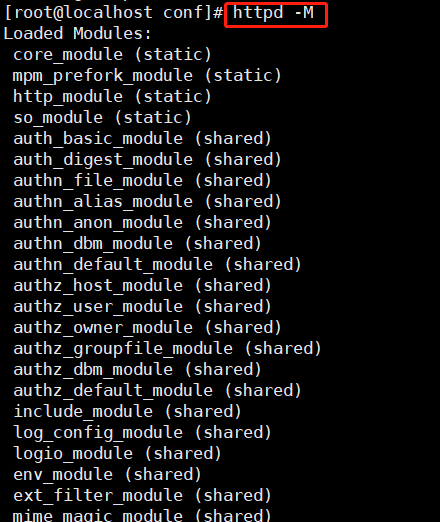 [root@localhost conf]# httpd -M
Loaded Modules:
core_module (static)
mpm_prefork_module (static)
http_module (static)
so_module (static)
auth_basic_module (shared)
auth_digest_module (shared)
authn_file_module (shared)
authn_alias_module (shared)
authn_anon_module (shared)
authn_dbm_module (shared)
authn_default_module (shared)
authz_host_module (shared)
authz_user_module (shared)
authz_owner_module (shared)
authz_groupfile_module (shared)
authz_dbm_module (shared)
authz_default_module (shared)
include_module (shared)
log_config_module (shared)
logio_module (shared)
env_module (shared)
ext_filter_module (shared)
mime_magic_module (shared)